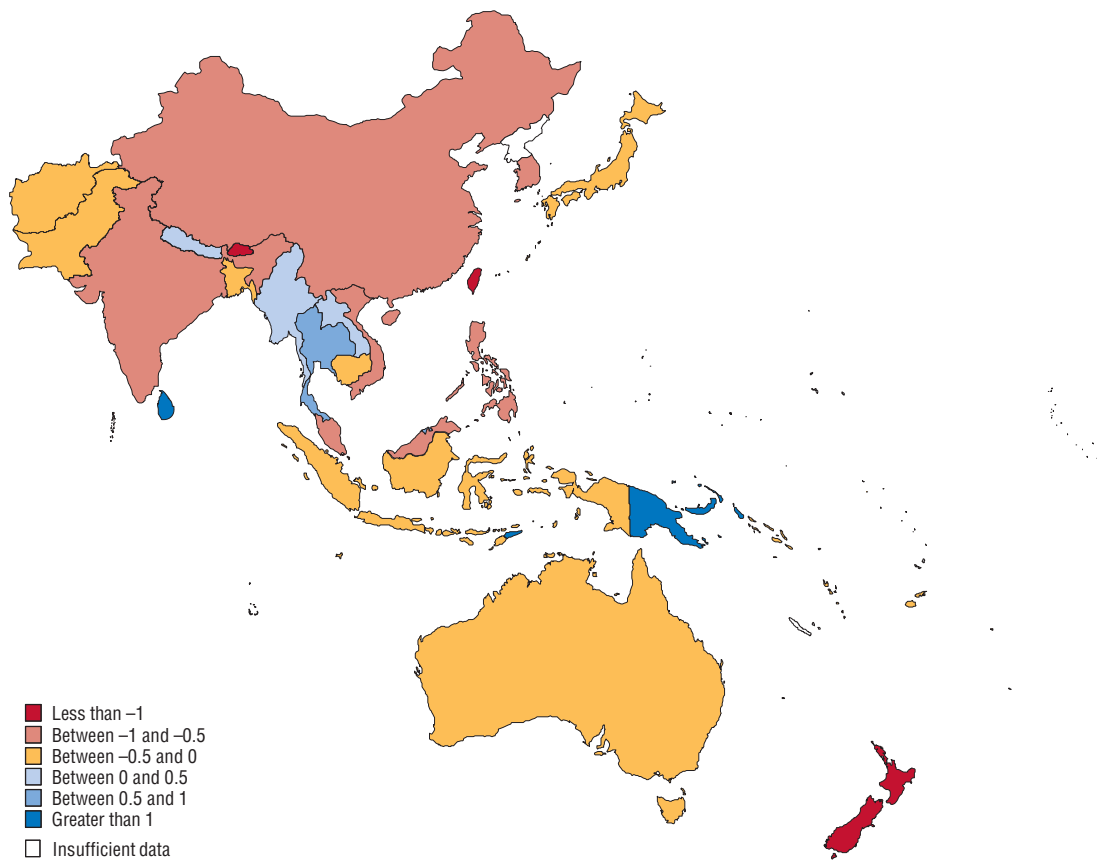 Less than –1
Between –1 and –0.5
Between –0.5 and 0
Between 0 and 0.5
Between 0.5 and 1
Greater than 1
Insufficient data